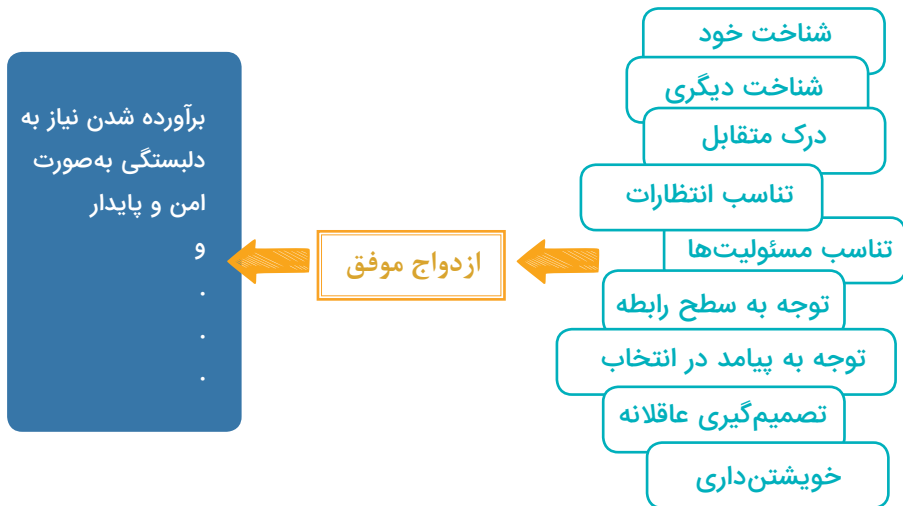 شناخت خود
شناخت دیگری
درک متقابل
تناسب انتظارات
تناسب مسئولیت‌ها
توجه به سطح رابطه
توجه به پیامد در انتخاب
تصمیم‌گیری عاقلانه
خویشتن‌داری
ازدواج موفق
برآورده شدن نیاز به
دلبستگی به‌صورت
امن و پایدار
و
.
.
.